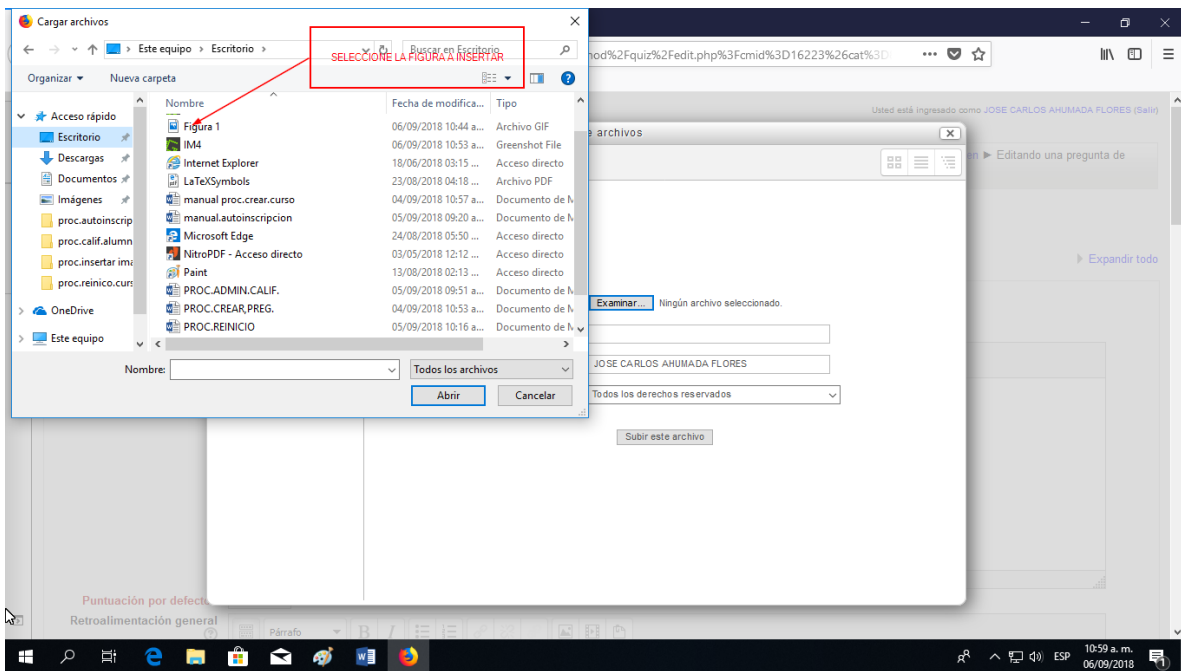 Cargar archivos
Este equipo > Escritorio >
Buscar en Escritorio
SELECCIONE LA FIGURA A INSERTAR
Organizar
Nueva carpeta
Nombre
Fecha de modifica...
Tipo
Acceso rápido
Escritorio
Descargas
Documentos
Imágenes
proc.autoinscrip
proc.calif.alumn
proc.insertar ima
proc.reinico.curs
OneDrive
Este equipo
Figura 1 06/09/2018 10:44 a... Archivo GIF
IM4 06/09/2018 10:53 a... Greenshot File
Internet Explorer 18/06/2018 03:15 ... Acceso directo
LaTeXSymbols 23/08/2018 04:18 ... Archivo PDF
manual proc.crear.curso 04/09/2018 10:57 a... Documento de M
manual.autoinscripcion 05/09/2018 09:20 a... Documento de M
Microsoft Edge 24/08/2018 05:50 ... Acceso directo
NitroPDF - Acceso directo 03/05/2018 12:12 ... Acceso directo
Paint 13/08/2018 02:13 ... Acceso directo
PROC.ADMIN.CALIF. 05/09/2018 09:51 a... Documento de M
PROC.CREAR,PREG. 04/09/2018 10:53 a... Documento de M
PROC.REINICIO 05/09/2018 10:16 a... Documento de M
Nombre:
Todos los archivos
Abrir
Cancelar
nod%2Fquiz%2Fedit.php%3Fcmid%3D16223%26cat%3D
Usted está ingresado como JOSE CARLOS AHUMADA FLORES (Salir)
e archivos
en ► Editando una pregunta de
Expandir todo
Examinar... Ningún archivo seleccionado.
JOSE CARLOS AHUMADA FLORES
Todos los derechos reservados
Subir este archivo
Puntuación por defecto
Retroalimentación general
Párrafo
ESP
10:59 a. m.
06/09/2018